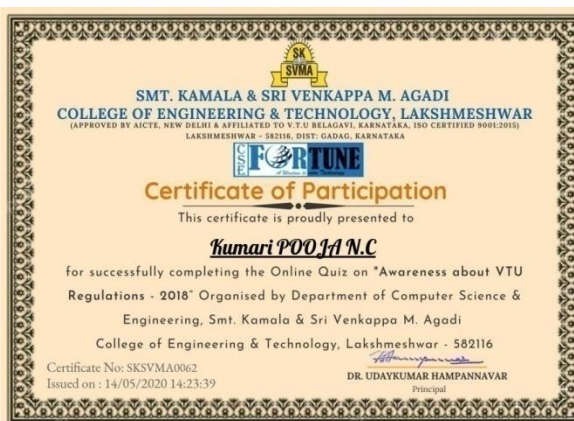 SK
SVMA
SMT. KAMALA & SRI VENKAPPA M. AGADI
COLLEGE OF ENGINEERING & TECHNOLOGY, LAKSHMESHWAR
(APPROVED BY AICTE, NEW DELHI & AFFILIATED TO V.T.U BELAGAVI, KARNATAKA, ISO CERTIFIED 9001:2015)
LAKSHMESHWAR - 582116, DIST: GADAG, KARNATAKA
CSE FORTUNE
Certificate of Participation
This certificate is proudly presented to
Kumari POOJA N.C
for successfully completing the Online Quiz on "Awareness about VTU
Regulations - 2018" Organised by Department of Computer Science &
Engineering, Smt. Kamala & Sri Venkappa M. Agadi
College of Engineering & Technology, Lakshmeshwar - 582116
Certificate No: SKSVMA0062
Issued on : 14/05/2020 14:23:39
DR. UDAYKUMAR HAMPANNAVAR
Principal